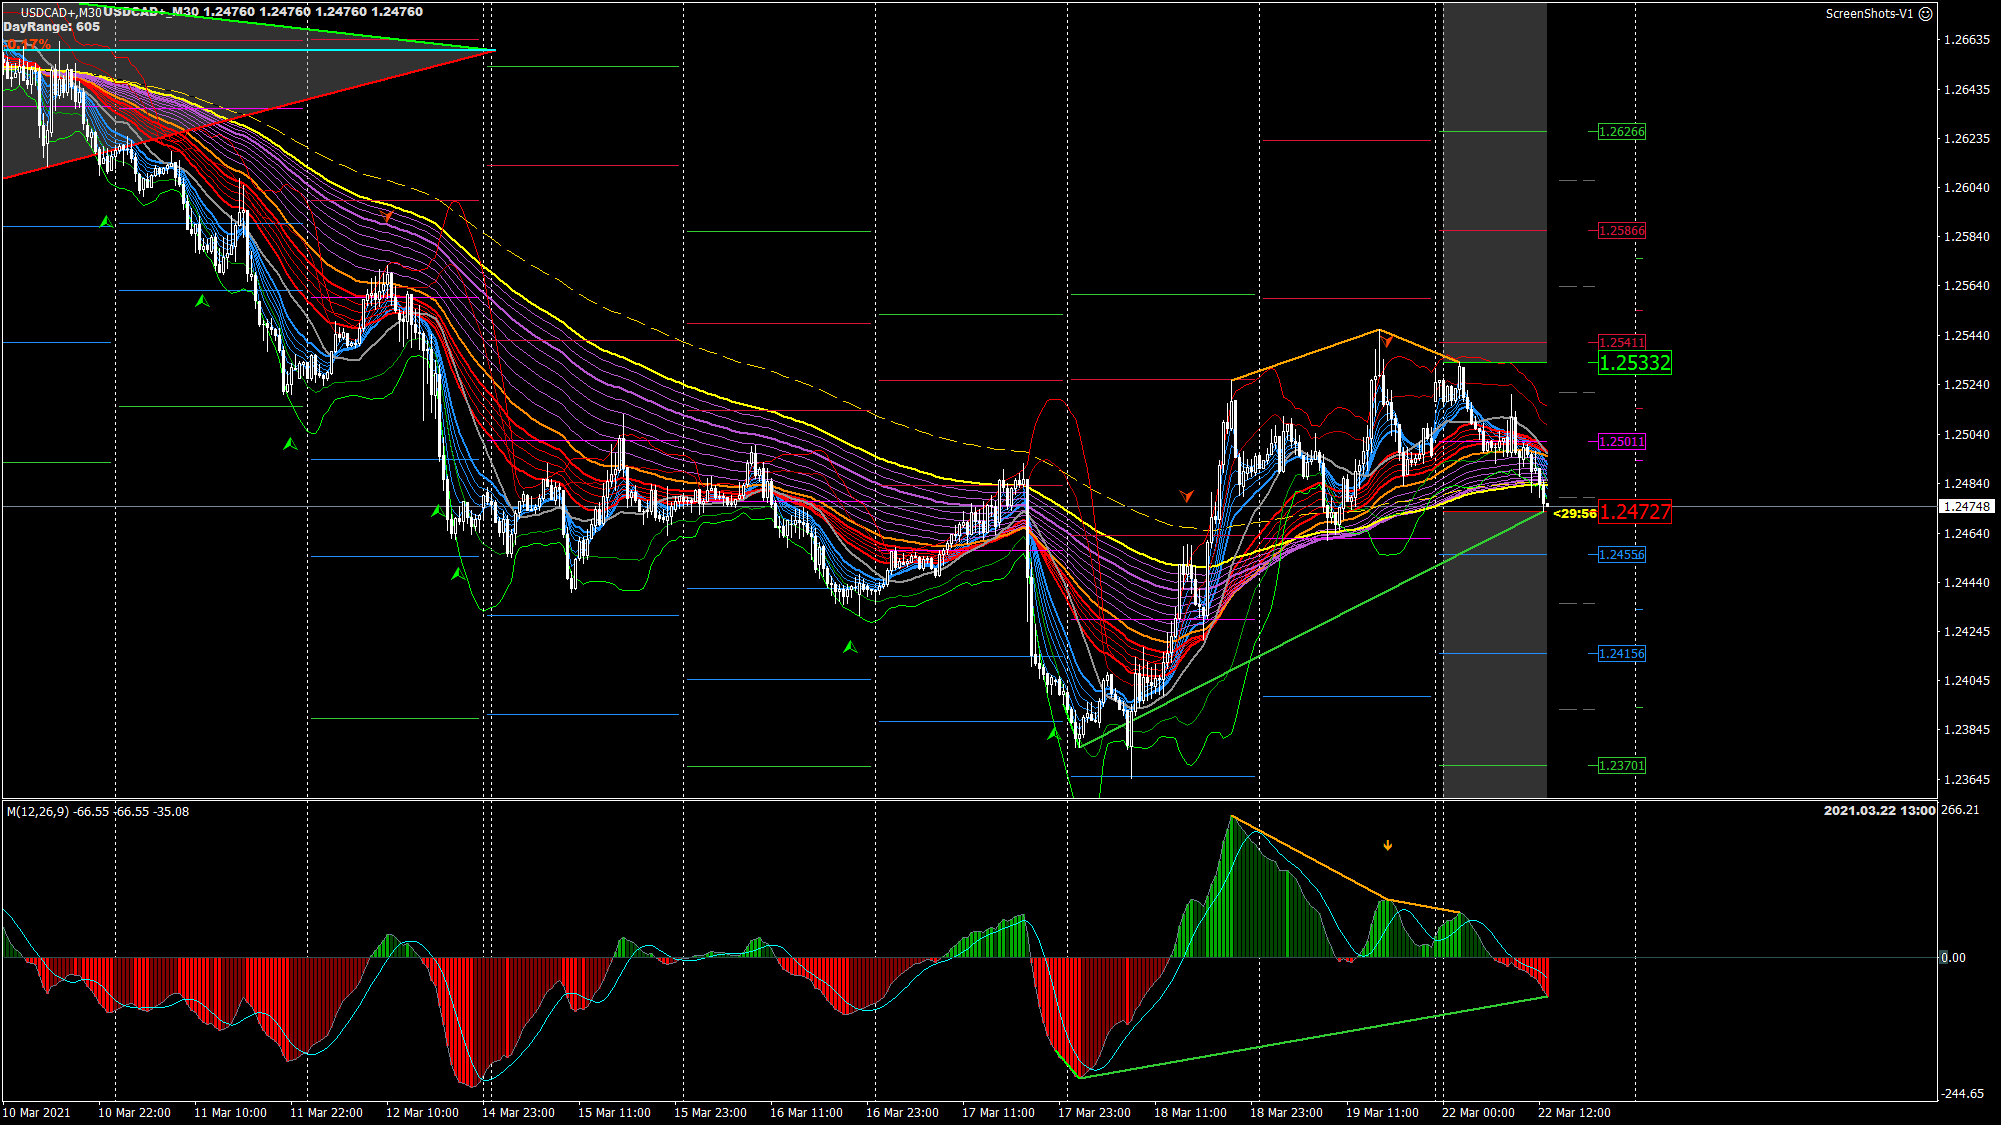 USDCAD+,M30
USDCAD+_M30 1.24760 1.24760 1.24760 1.24760
DayRange: 605
-0.17%
ScreenShots-V1
1.26635
1.26435
1.26266
1.26235
1.26040
1.25866
1.25840
1.25640
1.25411
1.25440
1.25332
1.25240
1.25011
1.25040
1.24840
<29:56
1.24727
1.24748
1.24640
1.24556
1.24440
1.24245
1.24156
1.24045
1.23845
1.23701
1.23645
M(12,26,9) -66.55 -66.55 -35.08
2021.03.22 13:00
266.21
0.00
-244.65
10 Mar 2021
10 Mar 22:00
11 Mar 10:00
11 Mar 22:00
12 Mar 10:00
14 Mar 23:00
15 Mar 11:00
15 Mar 23:00
16 Mar 11:00
16 Mar 23:00
17 Mar 11:00
17 Mar 23:00
18 Mar 11:00
18 Mar 23:00
19 Mar 11:00
22 Mar 00:00
22 Mar 12:00